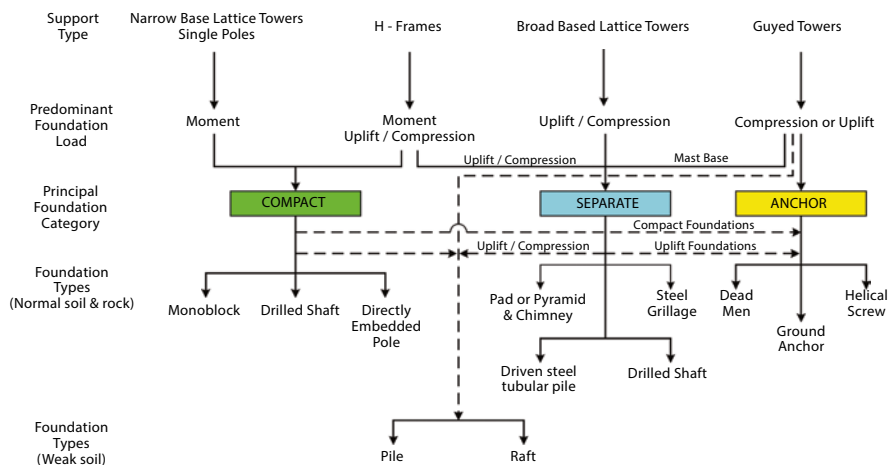 Support
Type
Narrow Base Lattice Towers
Single Poles
H - Frames
Broad Based Lattice Towers
Guyed Towers
Predominant
Foundation
Load
Moment
Moment
Uplift / Compression
Uplift / Compression
Compression or Uplift
Uplift / Compression
Mast Base
Principal
Foundation
Category
COMPACT
SEPARATE
ANCHOR
Compact Foundations
Uplift / Compression
Uplift Foundations
Foundation
Types
(Normal soil & rock)
Monoblock
Drilled Shaft
Directly
Embedded
Pole
Pad or Pyramid
& Chimney
Steel
Grillage
Dead
Men
Helical
Screw
Ground
Anchor
Driven steel
tubular pile
Drilled Shaft
Foundation
Types
(Weak soil)
Pile
Raft